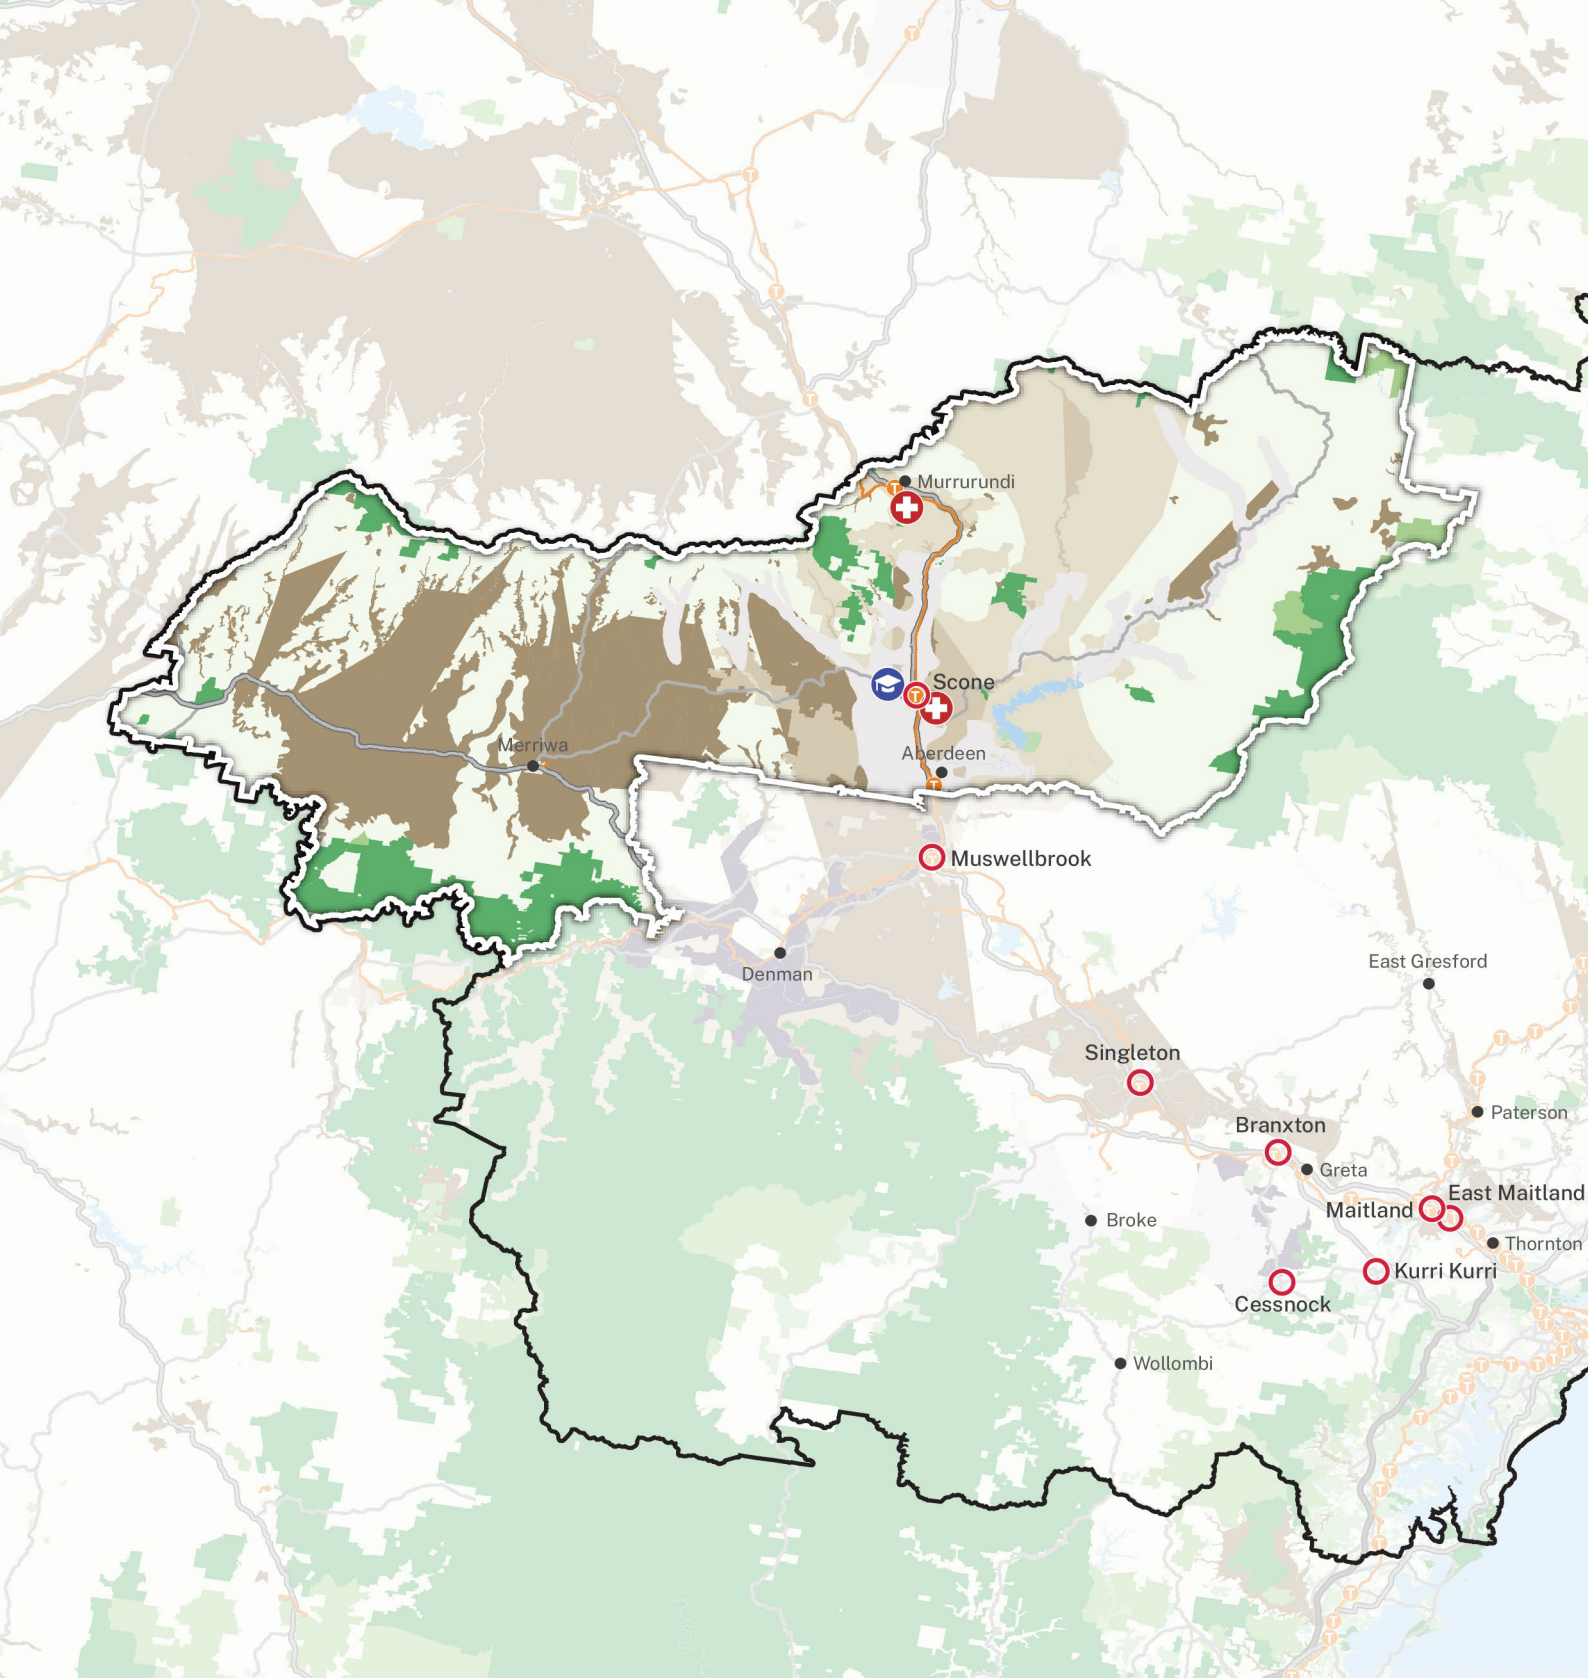 Murrurundi
Scone
Merriwa
Aberdeen
Muswellbrook
Denman
East Gresford
Singleton
Paterson
Branxton
Greta
East Maitland
Maitland
Broke
Thornton
Kurri Kurri
Cessnock
Wollombi